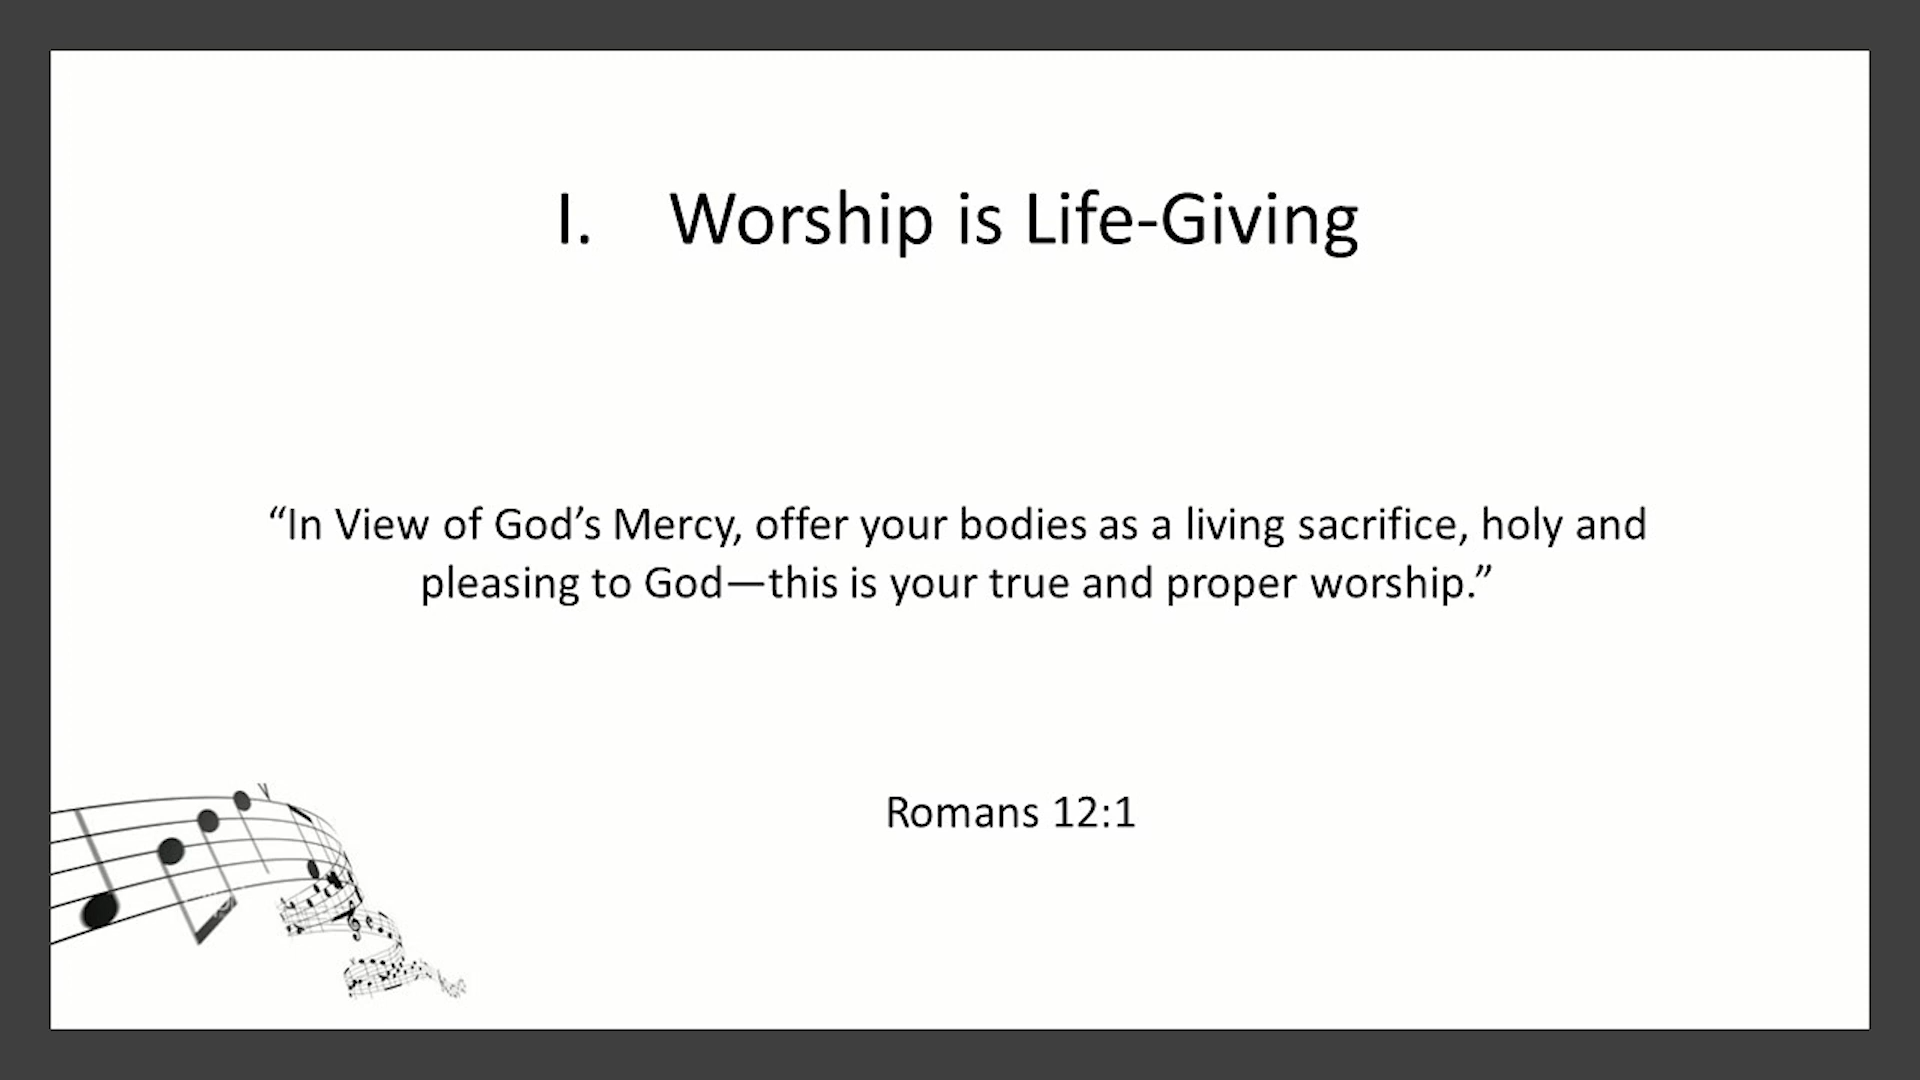 I. Worship is Life-Giving
“In View of God’s Mercy, offer your bodies as a living sacrifice, holy and
pleasing to God—this is your true and proper worship.”
Romans 12:1